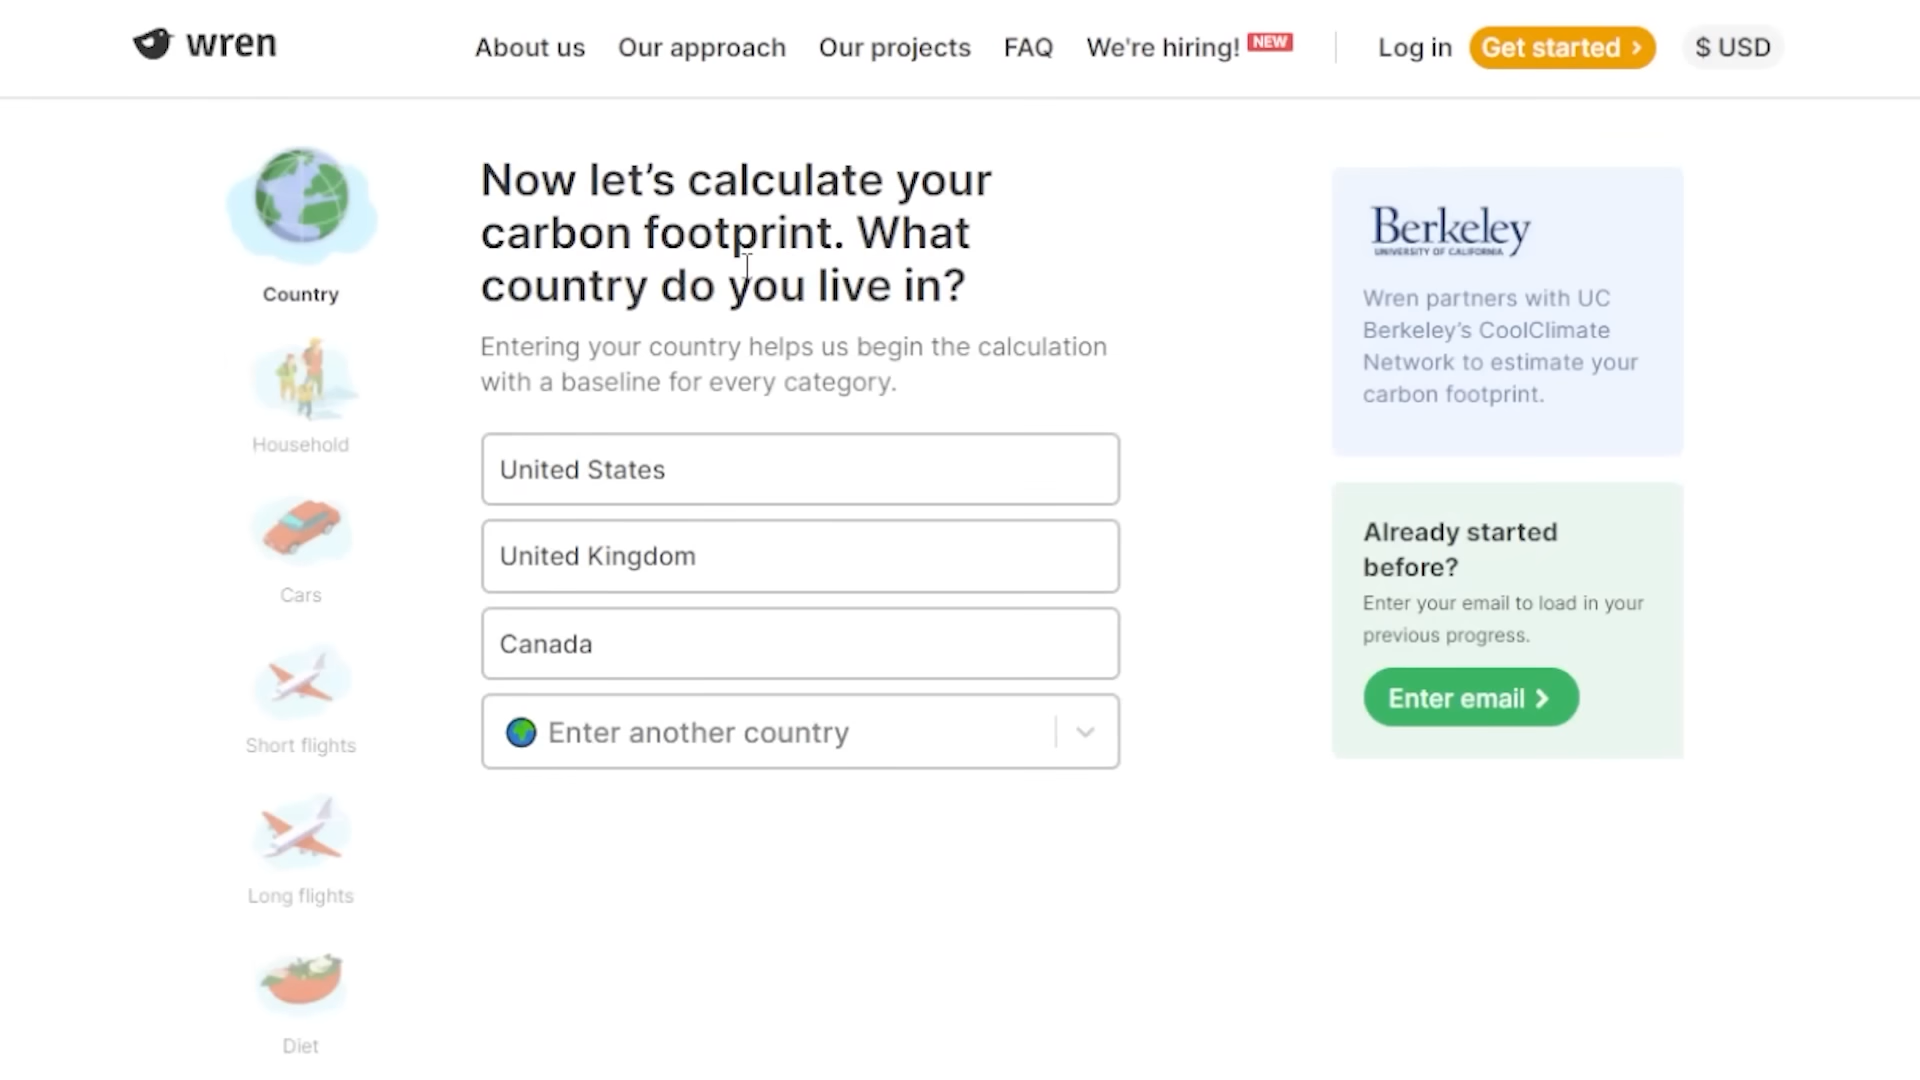 wren
About us
Our approach
Our projects
FAQ
We're hiring! NEW
Log in
Get started
$ USD
Country
Household
Cars
Short flights
Long flights
Diet
Now let’s calculate your
carbon footprint. What
country do you live in?
Entering your country helps us begin the calculation
with a baseline for every category.
United States
United Kingdom
Canada
Enter another country
Berkeley
UNIVERSITY OF CALIFORNIA
Wren partners with UC
Berkeley’s CoolClimate
Network to estimate your
carbon footprint.
Already started
before?
Enter your email to load in your
previous progress.
Enter email